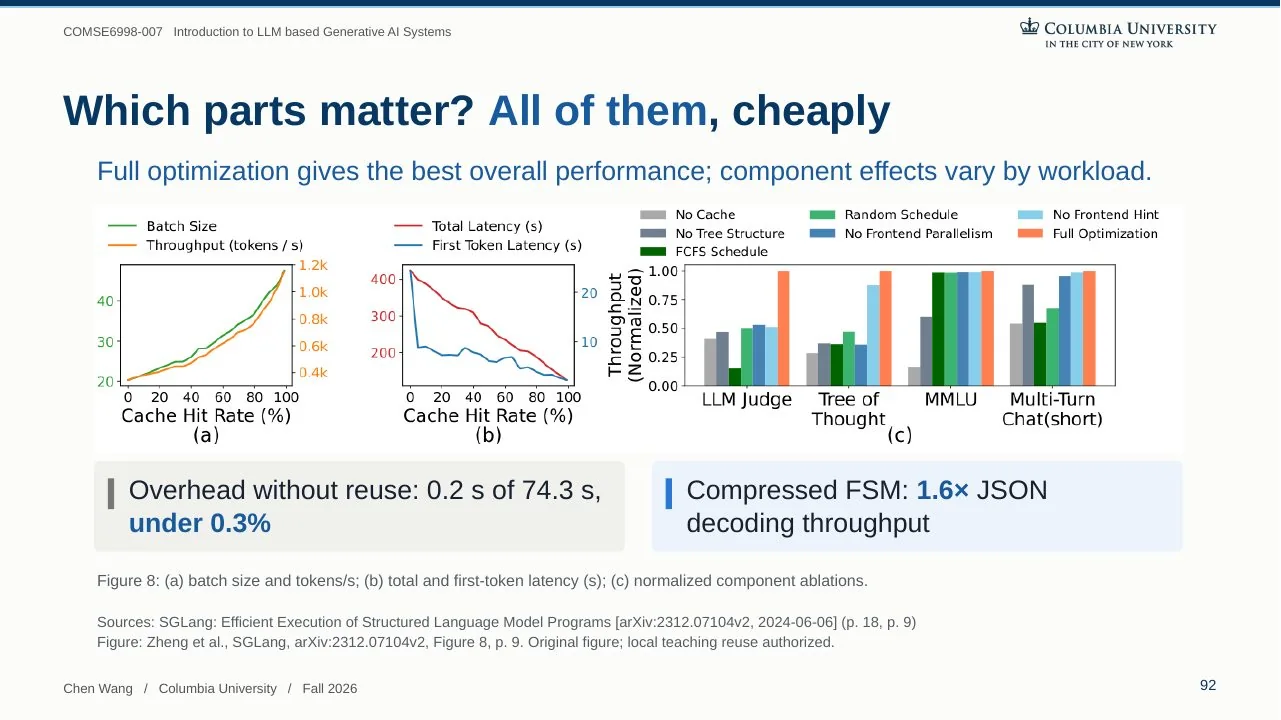 COMSE6998-007 Introduction to LLM based Generative AI Systems
COLUMBIA UNIVERSITY
IN THE CITY OF NEW YORK
Which parts matter? All of them, cheaply
Full optimization gives the best overall performance; component effects vary by workload.
Batch Size
Throughput (tokens / s)
1.2k
1.0k
0.8k
0.6k
0.4k
40
30
20
0 20 40 60 80 100
Cache Hit Rate (%)
(a)
Total Latency (s)
First Token Latency (s)
400
300
200
20
10
0 20 40 60 80 100
Cache Hit Rate (%)
(b)
No Cache
No Tree Structure
FCFS Schedule
Random Schedule
No Frontend Parallelism
No Frontend Hint
Full Optimization
Throughput
(Normalized)
1.00
0.75
0.50
0.25
0.00
LLM Judge
Tree of
Thought
MMLU
Multi-Turn
Chat(short)
(c)
Overhead without reuse: 0.2 s of 74.3 s,
under 0.3%
Compressed FSM: 1.6× JSON
decoding throughput
Figure 8: (a) batch size and tokens/s; (b) total and first-token latency (s); (c) normalized component ablations.
Sources: SGLang: Efficient Execution of Structured Language Model Programs [arXiv:2312.07104v2, 2024-06-06] (p. 18, p. 9)
Figure: Zheng et al., SGLang, arXiv:2312.07104v2, Figure 8, p. 9. Original figure; local teaching reuse authorized.
Chen Wang / Columbia University / Fall 2026
92